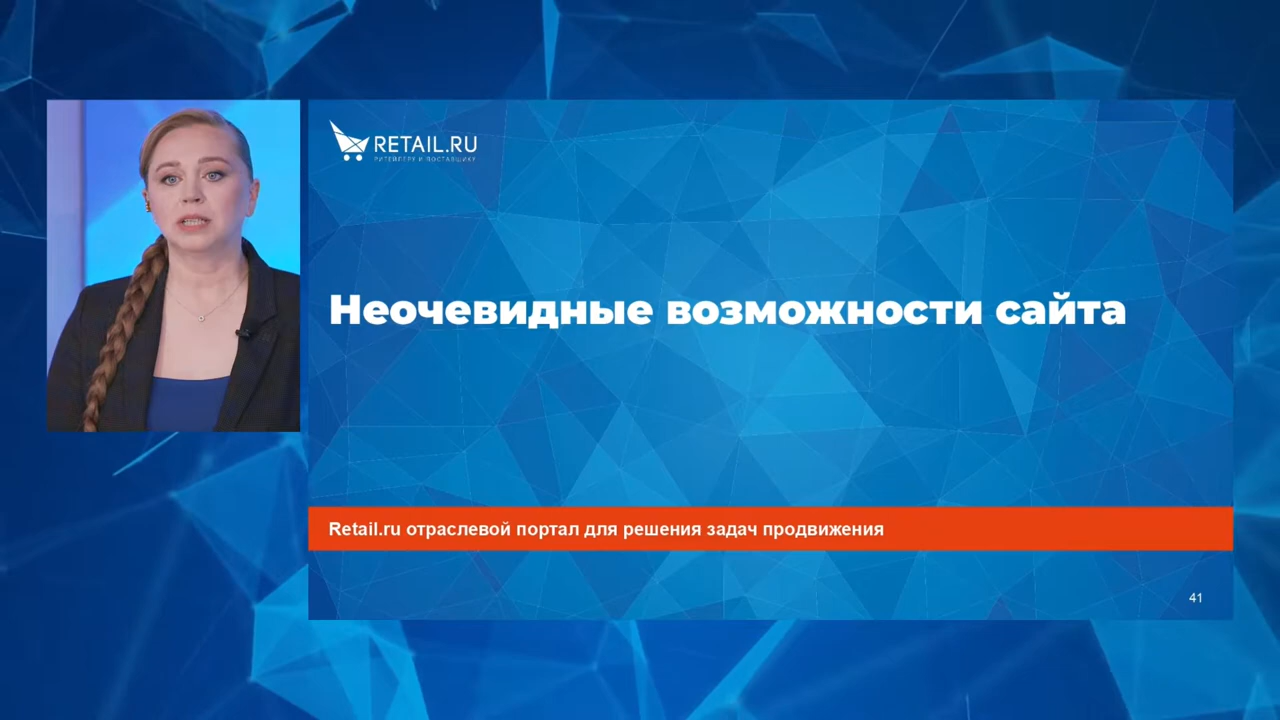 RETAIL.RU
РИТЕЙЛЕРУ И ПОСТАВЩИКУ
Неочевидные возможности сайта
Retail.ru отраслевой портал для решения задач продвижения
41